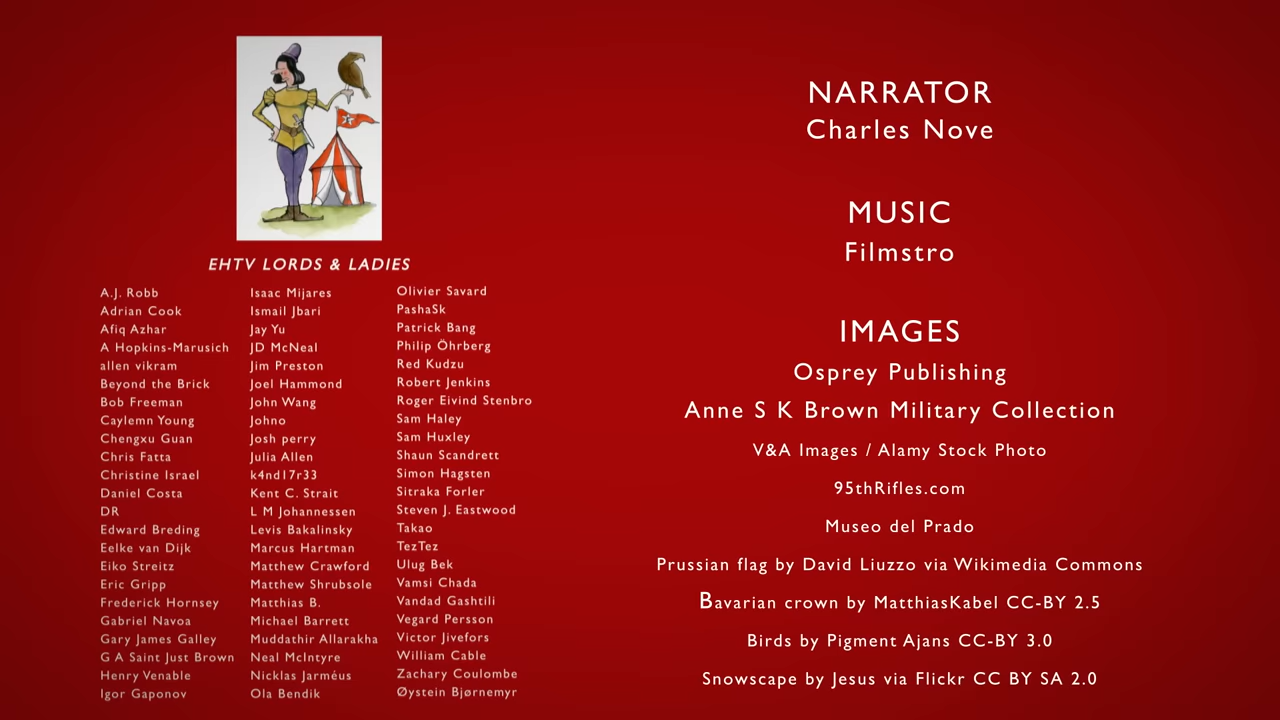 EHTV LORDS & LADIES
A.J. Robb
Adrian Cook
Afiq Azhar
A Hopkins-Marusich
allen vikram
Beyond the Brick
Bob Freeman
Caylemn Young
Chengxu Guan
Chris Fatta
Christine Israel
Daniel Costa
DR
Edward Breding
Eelke van Dijk
Eiko Streitz
Eric Gripp
Frederick Hornsey
Gabriel Navoa
Gary James Galley
G A Saint Just Brown
Henry Venable
Igor Gaponov
Isaac Mijares
Ismail Jbari
Jay Yu
JD McNeal
Jim Preston
Joel Hammond
John Wang
Johno
Josh perry
Julia Allen
k4nd17r33
Kent C. Strait
L M Johannessen
Levis Bakalinsky
Marcus Hartman
Matthew Crawford
Matthew Shrubsole
Matthias B.
Michael Barrett
Muddathir Allarakha
Neal McIntyre
Nicklas Jarméus
Ola Bendik
Olivier Savard
PashaSk
Patrick Bang
Philip Öhrberg
Red Kudzu
Robert Jenkins
Roger Eivind Stenbro
Sam Haley
Sam Huxley
Shaun Scandrett
Simon Hagsten
Sitraka Forler
Steven J. Eastwood
Takao
TezTez
Ulug Bek
Vamsi Chada
Vandad Gashtili
Vegard Persson
Victor Jivefors
William Cable
Zachary Coulombe
Øystein Bjørnemyr
NARRATOR
Charles Nove
MUSIC
Filmstro
IMAGES
Osprey Publishing
Anne S K Brown Military Collection
V&A Images / Alamy Stock Photo
95thRifles.com
Museo del Prado
Prussian flag by David Liuzzo via Wikimedia Commons
Bavarian crown by MatthiasKabel CC-BY 2.5
Birds by Pigment Ajans CC-BY 3.0
Snowscape by Jesus via Flickr CC BY SA 2.0